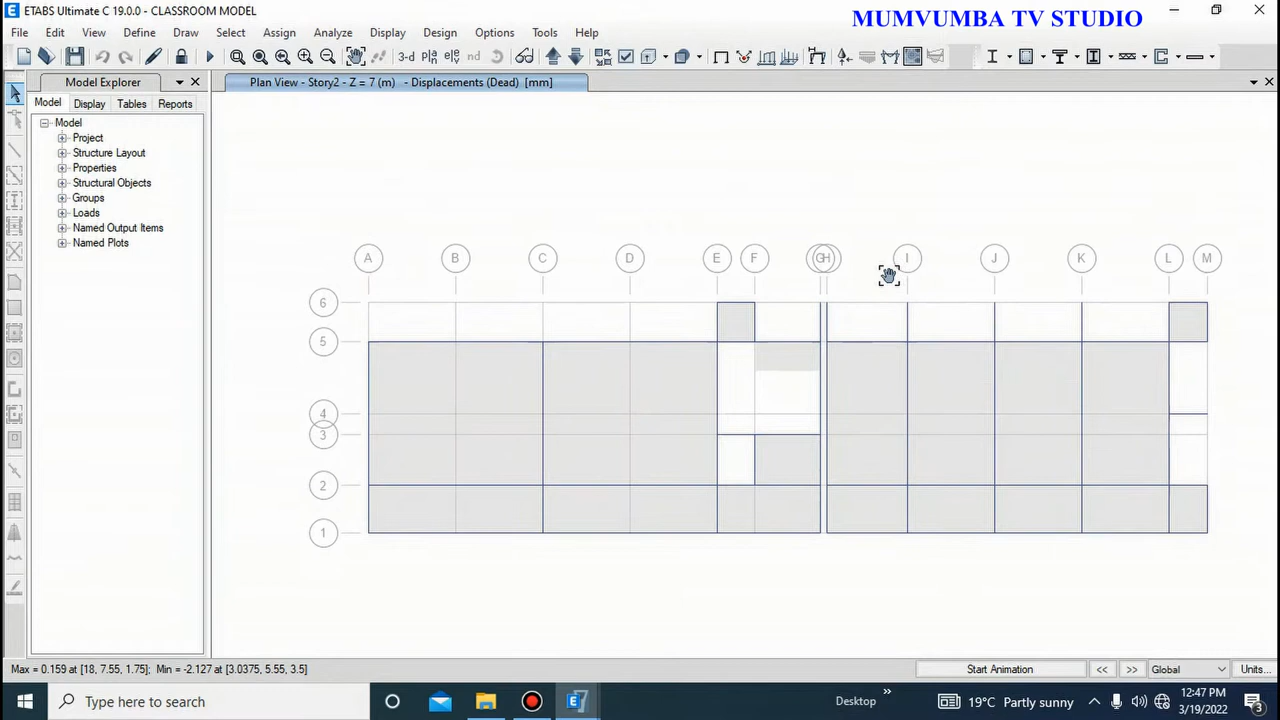 ETABS Ultimate C 19.0.0 - CLASSROOM MODEL
MUMVUMBA TV STUDIO
File Edit View Define Draw Select Assign Analyze Display Design Options Tools Help
3-d
Model Explorer
Plan View - Story2 - Z = 7 (m) - Displacements (Dead) [mm]
Model Display Tables Reports
Model
Project
Structure Layout
Properties
Structural Objects
Groups
Loads
Named Output Items
Named Plots
A B C D E F G H I J K L M
6
5
4
3
2
1
Max = 0.159 at [18, 7.55, 1.75]; Min = -2.127 at [3.0375, 5.55, 3.5]
Start Animation << >> Global Units...
Type here to search
Desktop
19°C Partly sunny
12:47 PM
3/19/2022
3